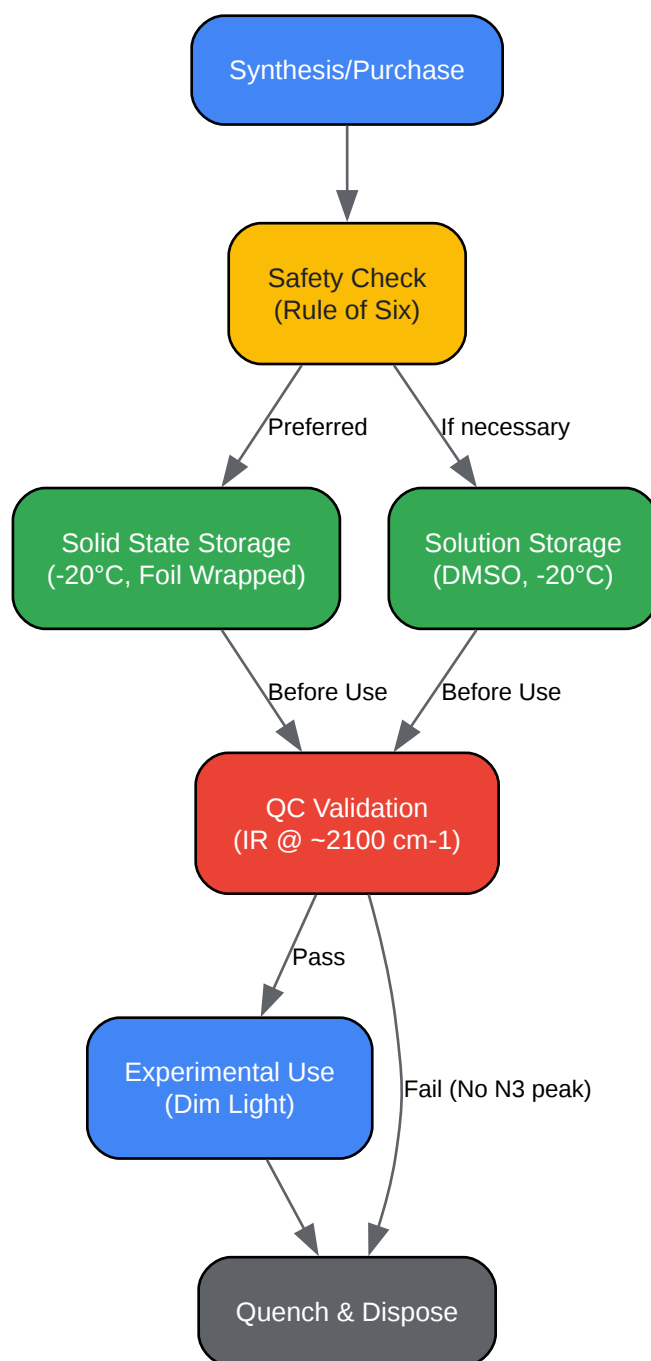 Synthesis/Purchase
Safety Check
(Rule of Six)
Preferred
If necessary
Solid State Storage
(-20°C, Foil Wrapped)
Solution Storage
(DMSO, -20°C)
Before Use
Before Use
QC Validation
(IR @ ~2100 cm-1)
Pass
Experimental Use
(Dim Light)
Fail (No N3 peak)
Quench & Dispose